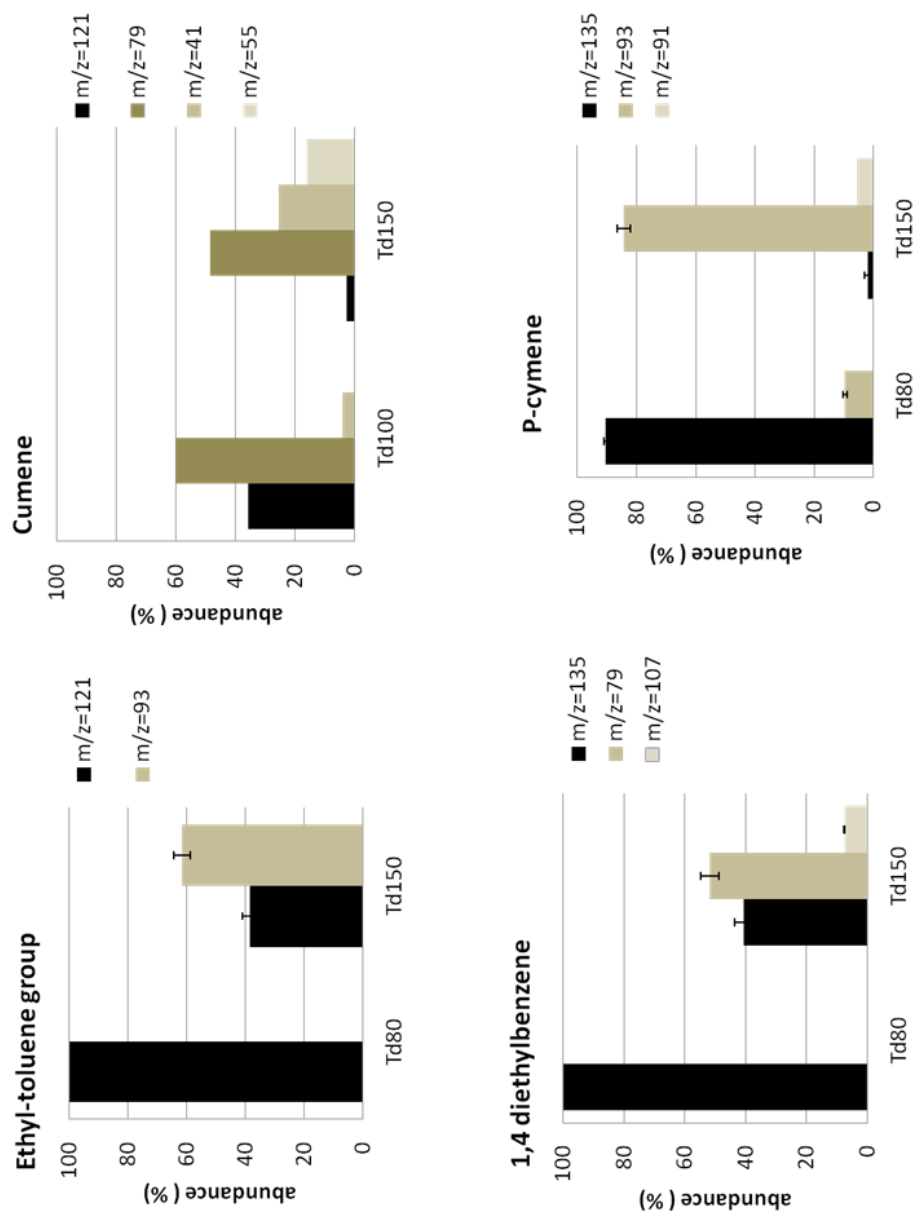 Ethyl-toluene group
abundance (%)
100
80
60
40
20
0
Td80
Td150
m/z=121
m/z=93
Cumene
abundance (%)
100
80
60
40
20
0
Td100
Td150
m/z=121
m/z=79
m/z=41
m/z=55
1,4 diethylbenzene
abundance (%)
100
80
60
40
20
0
Td80
Td150
m/z=135
m/z=79
m/z=107
P-cymene
abundance (%)
100
80
60
40
20
0
Td80
Td150
m/z=135
m/z=93
m/z=91